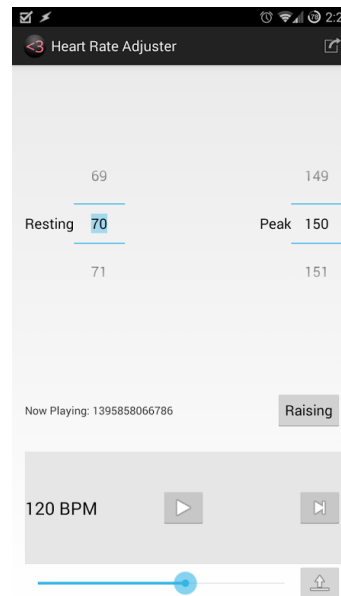 2:2
<3 Heart Rate Adjuster
69 149
Resting 70 Peak 150
71 151
Now Playing: 1395858066786 Raising
120 BPM